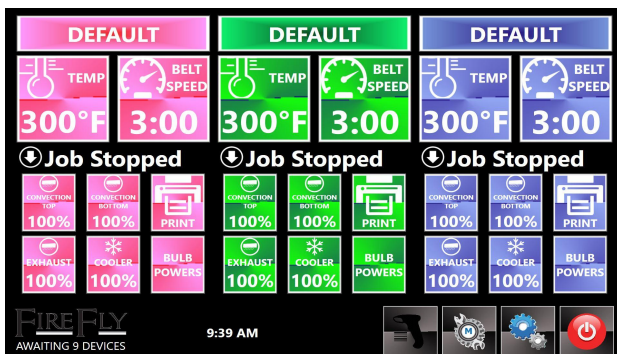 DEFAULT
TEMP
BELT
SPEED
300°F
3:00
Job Stopped
CONVECTION
TOP
100%
CONVECTION
BOTTOM
100%
PRINT
EXHAUST
100%
COOLER
100%
BULB
POWERS
DEFAULT
TEMP
BELT
SPEED
300°F
3:00
Job Stopped
CONVECTION
TOP
100%
CONVECTION
BOTTOM
100%
PRINT
EXHAUST
100%
COOLER
100%
BULB
POWERS
DEFAULT
TEMP
BELT
SPEED
300°F
3:00
Job Stopped
CONVECTION
TOP
100%
CONVECTION
BOTTOM
100%
PRINT
EXHAUST
100%
COOLER
100%
BULB
POWERS
FIREFLY
AWAITING 9 DEVICES
9:39 AM
M